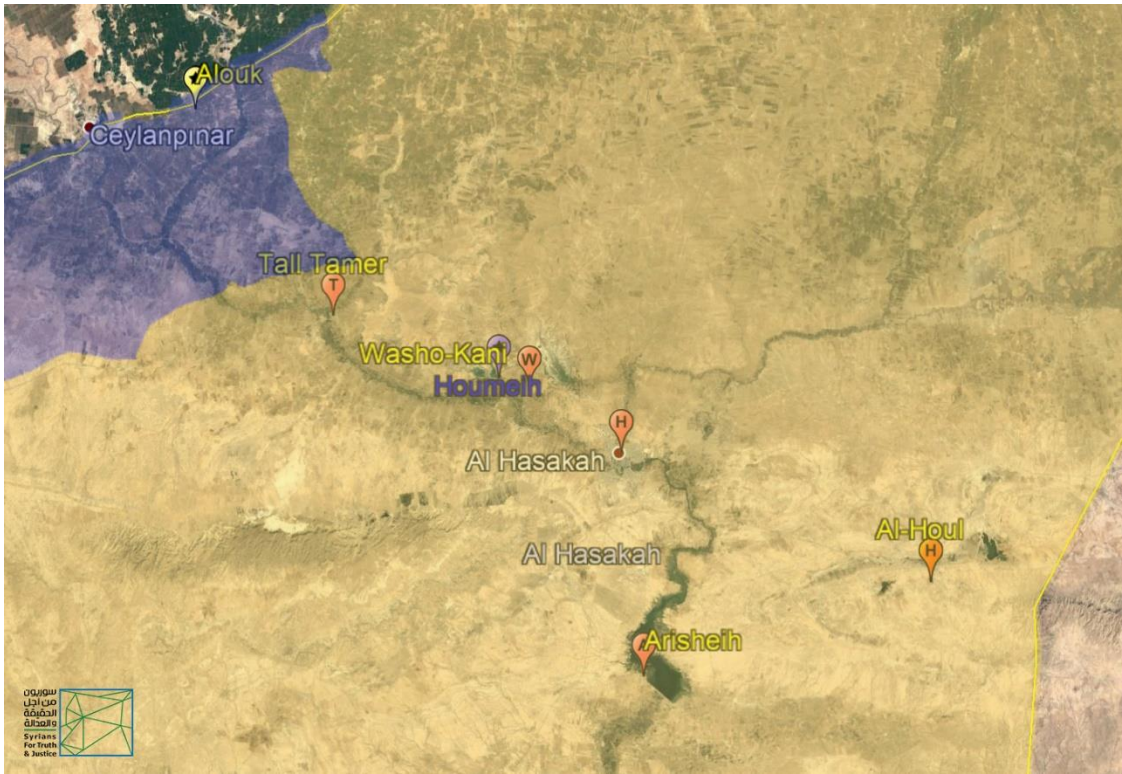 Alouk
Ceylanpınar
Tall Tamer
T
Washo-Kani
W
Houmeih
H
Al Hasakah
Al-Houl
H
Al Hasakah
Arisheih
سوريون
من أجل
الحقيقة
والعدالة
Syrians
For Truth
& Justice